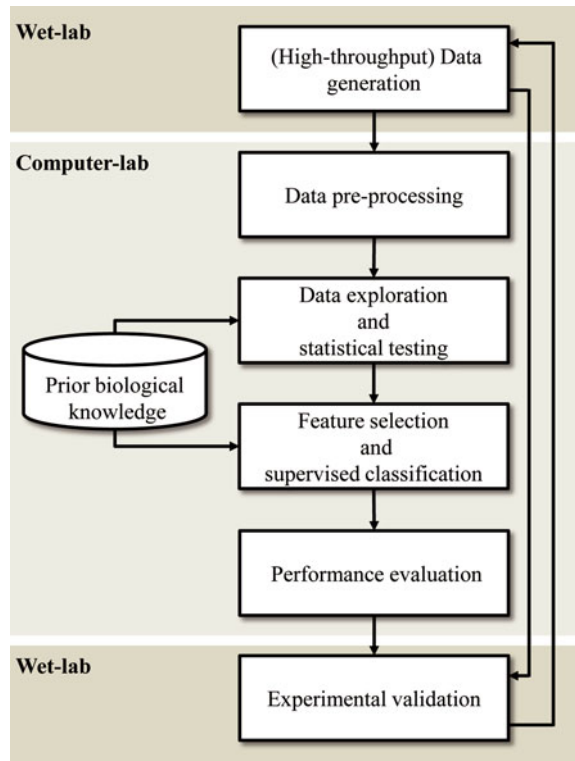 Wet-lab
(High-throughput) Data
generation
Computer-lab
Data pre-processing
Data exploration
and
statistical testing
Prior biological
knowledge
Feature selection
and
supervised classification
Performance evaluation
Wet-lab
Experimental validation